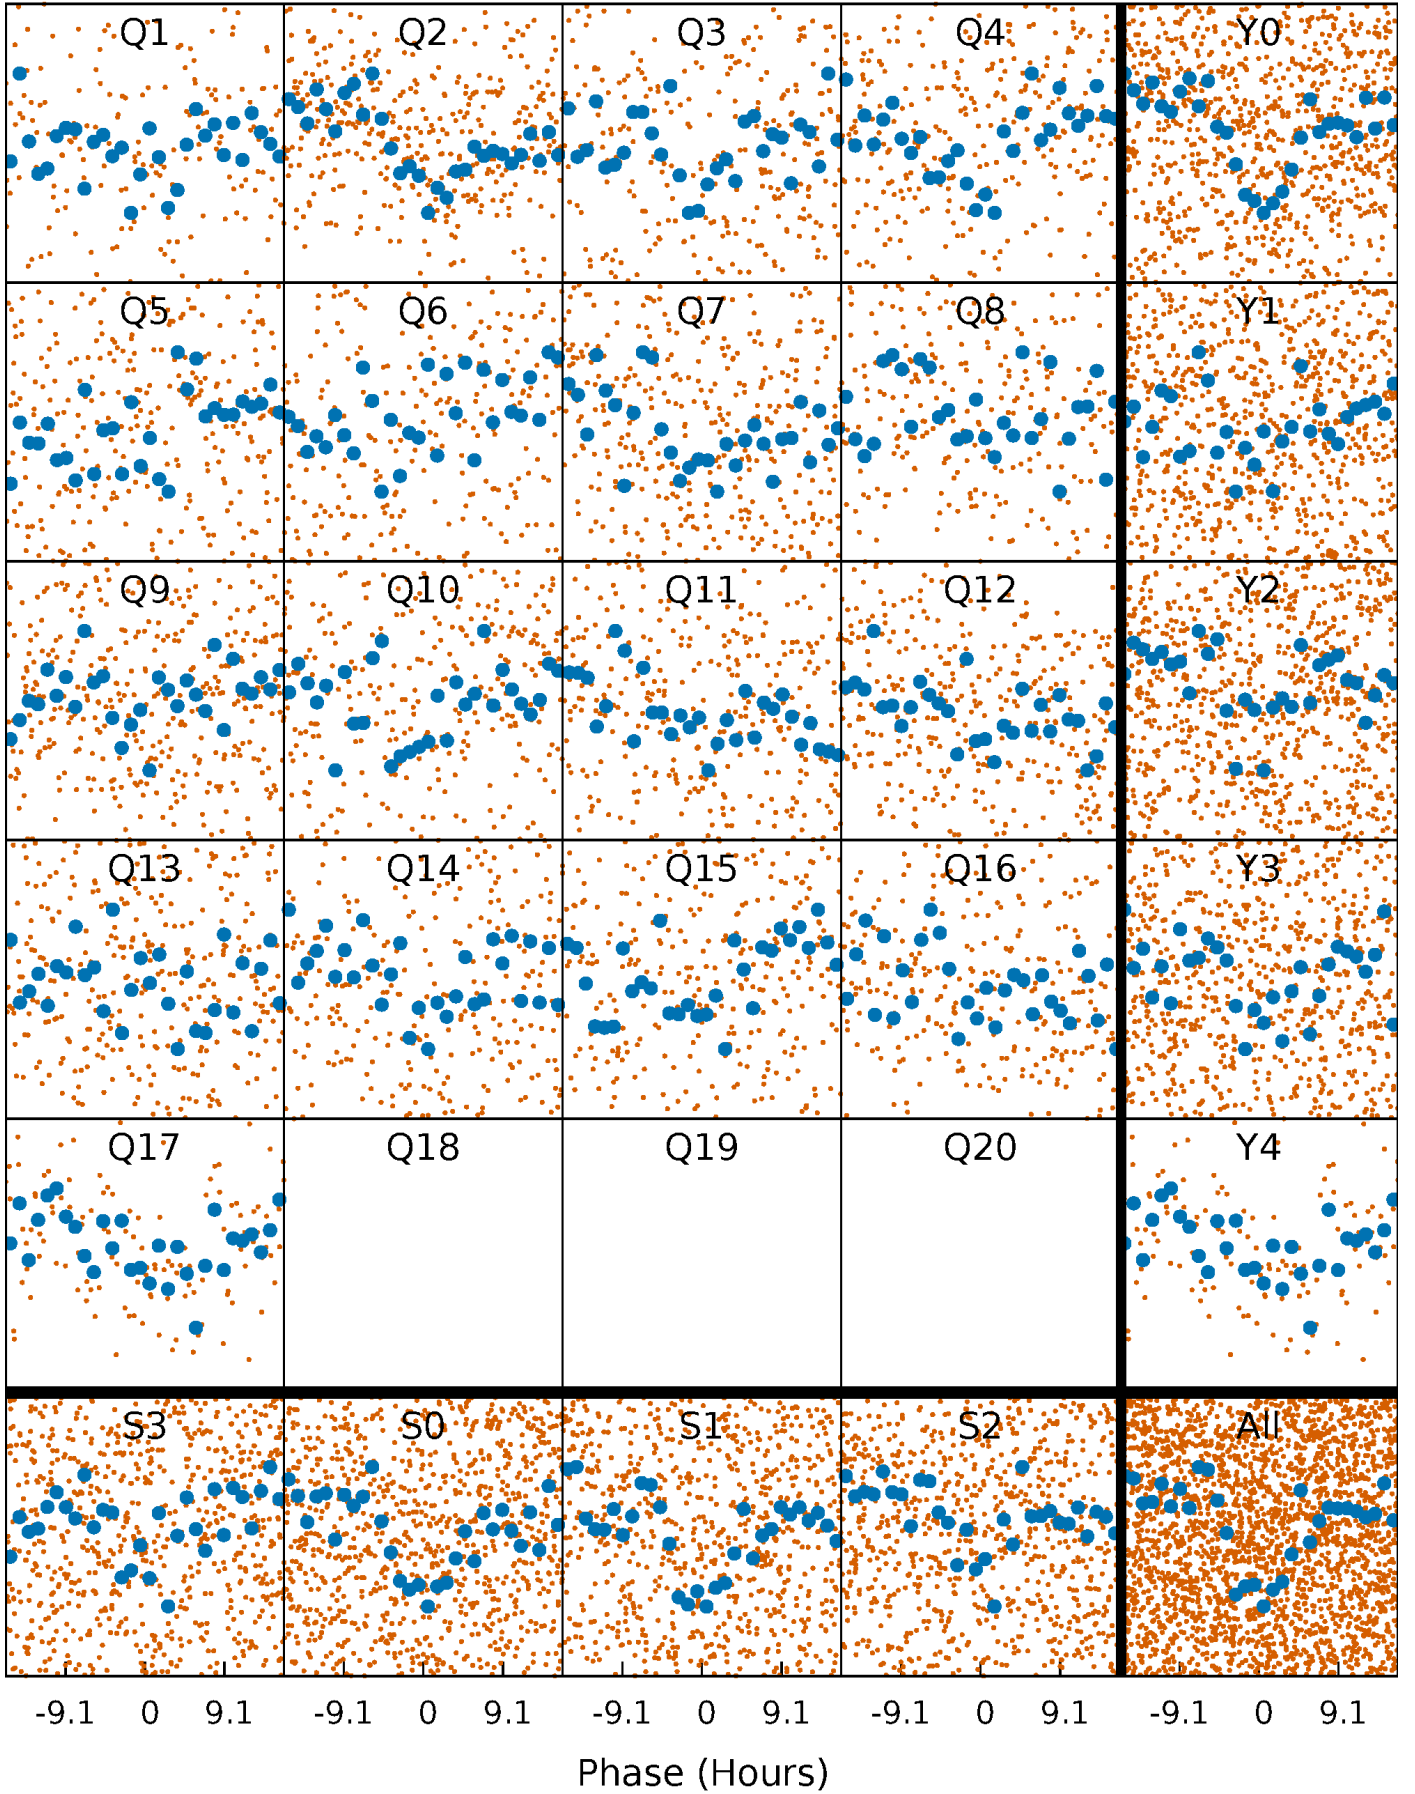 Q1 Q2 Q3 Q4 Y0
Q5 Q6 Q7 Q8 Y1
Q9 Q10 Q11 Q12 Y2
Q13 Q14 Q15 Q16 Y3
Q17 Q18 Q19 Q20 Y4
S3 S0 S1 S2 All
-9.1 0 9.1 -9.1 0 9.1 -9.1 0 9.1 -9.1 0 9.1 -9.1 0 9.1
Phase (Hours)